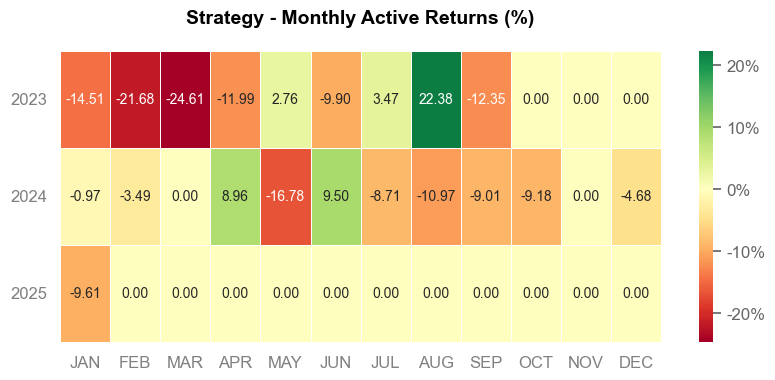 Strategy - Monthly Active Returns (%)
2023 -14.51 -21.68 -24.61 -11.99 2.76 -9.90 3.47 22.38 -12.35 0.00 0.00 0.00
2024 -0.97 -3.49 0.00 8.96 -16.78 9.50 -8.71 -10.97 -9.01 -9.18 0.00 -4.68
2025 -9.61 0.00 0.00 0.00 0.00 0.00 0.00 0.00 0.00 0.00 0.00 0.00
JAN FEB MAR APR MAY JUN JUL AUG SEP OCT NOV DEC
20%
10%
0%
-10%
-20%